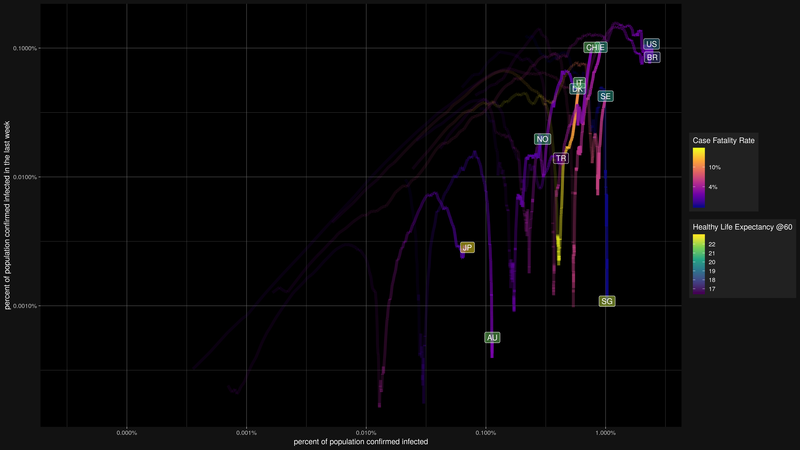 0.1000%
0.0100%
0.0010%
percent of population confirmed infected in the last week
0.000%
0.001%
0.010%
0.100%
1.000%
percent of population confirmed infected
US
BR
CH
E
IT
DK
SE
NO
TR
JP
SG
AU
Case Fatality Rate
10%
4%
Healthy Life Expectancy @60
22
21
20
19
18
17